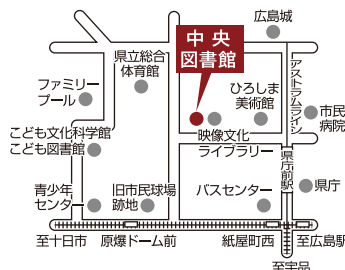 広島城
中央
図書館
県立総合
体育館
ファミリー
プール
ひろしま
美術館
アストラムライン
市民
病院
こども文化科学館
こども図書館
映像文化
ライブラリー
県庁前駅
県庁
青少年
センター
旧市民球場
跡地
バスセンター
至十日市
原爆ドーム前
紙屋町西
至広島駅
至宇品